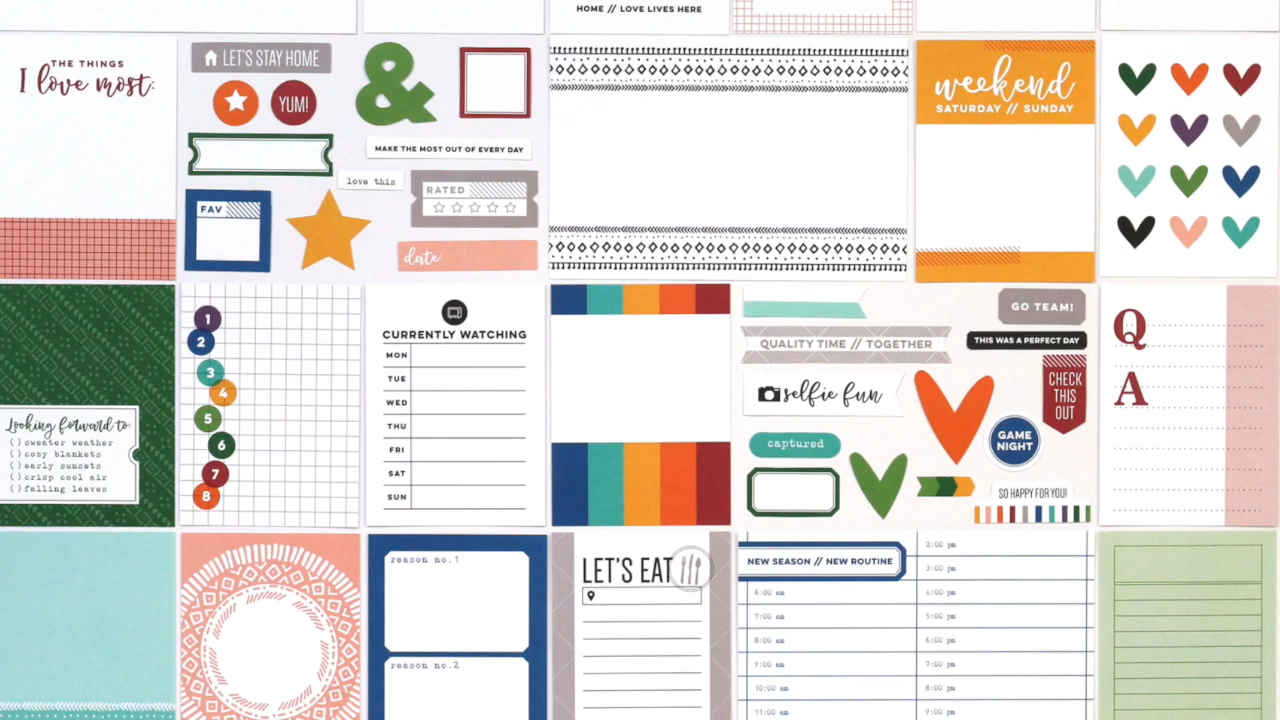 HOME // LOVE LIVES HERE
THE THINGS
I love most:
LET'S STAY HOME
YUM!
&
MAKE THE MOST OUT OF EVERY DAY
love this
RATED
FAV
date
weekend
SATURDAY // SUNDAY
Looking forward to:
( ) sweater weather
( ) cozy blankets
( ) early sunsets
( ) crisp cool air
( ) falling leaves
1
2
3
4
5
6
7
8
CURRENTLY WATCHING
MON
TUE
WED
THU
FRI
SAT
SUN
GO TEAM!
QUALITY TIME // TOGETHER
THIS WAS A PERFECT DAY
selfie fun
CHECK
THIS
OUT
captured
GAME
NIGHT
SO HAPPY FOR YOU!
Q
A
reason no.1
reason no.2
LET'S EAT
NEW SEASON // NEW ROUTINE
6:00 am
7:00 am
8:00 am
9:00 am
10:00 am
11:00 am
2:00 pm
3:00 pm
4:00 pm
5:00 pm
6:00 pm
7:00 pm
8:00 pm
9:00 pm